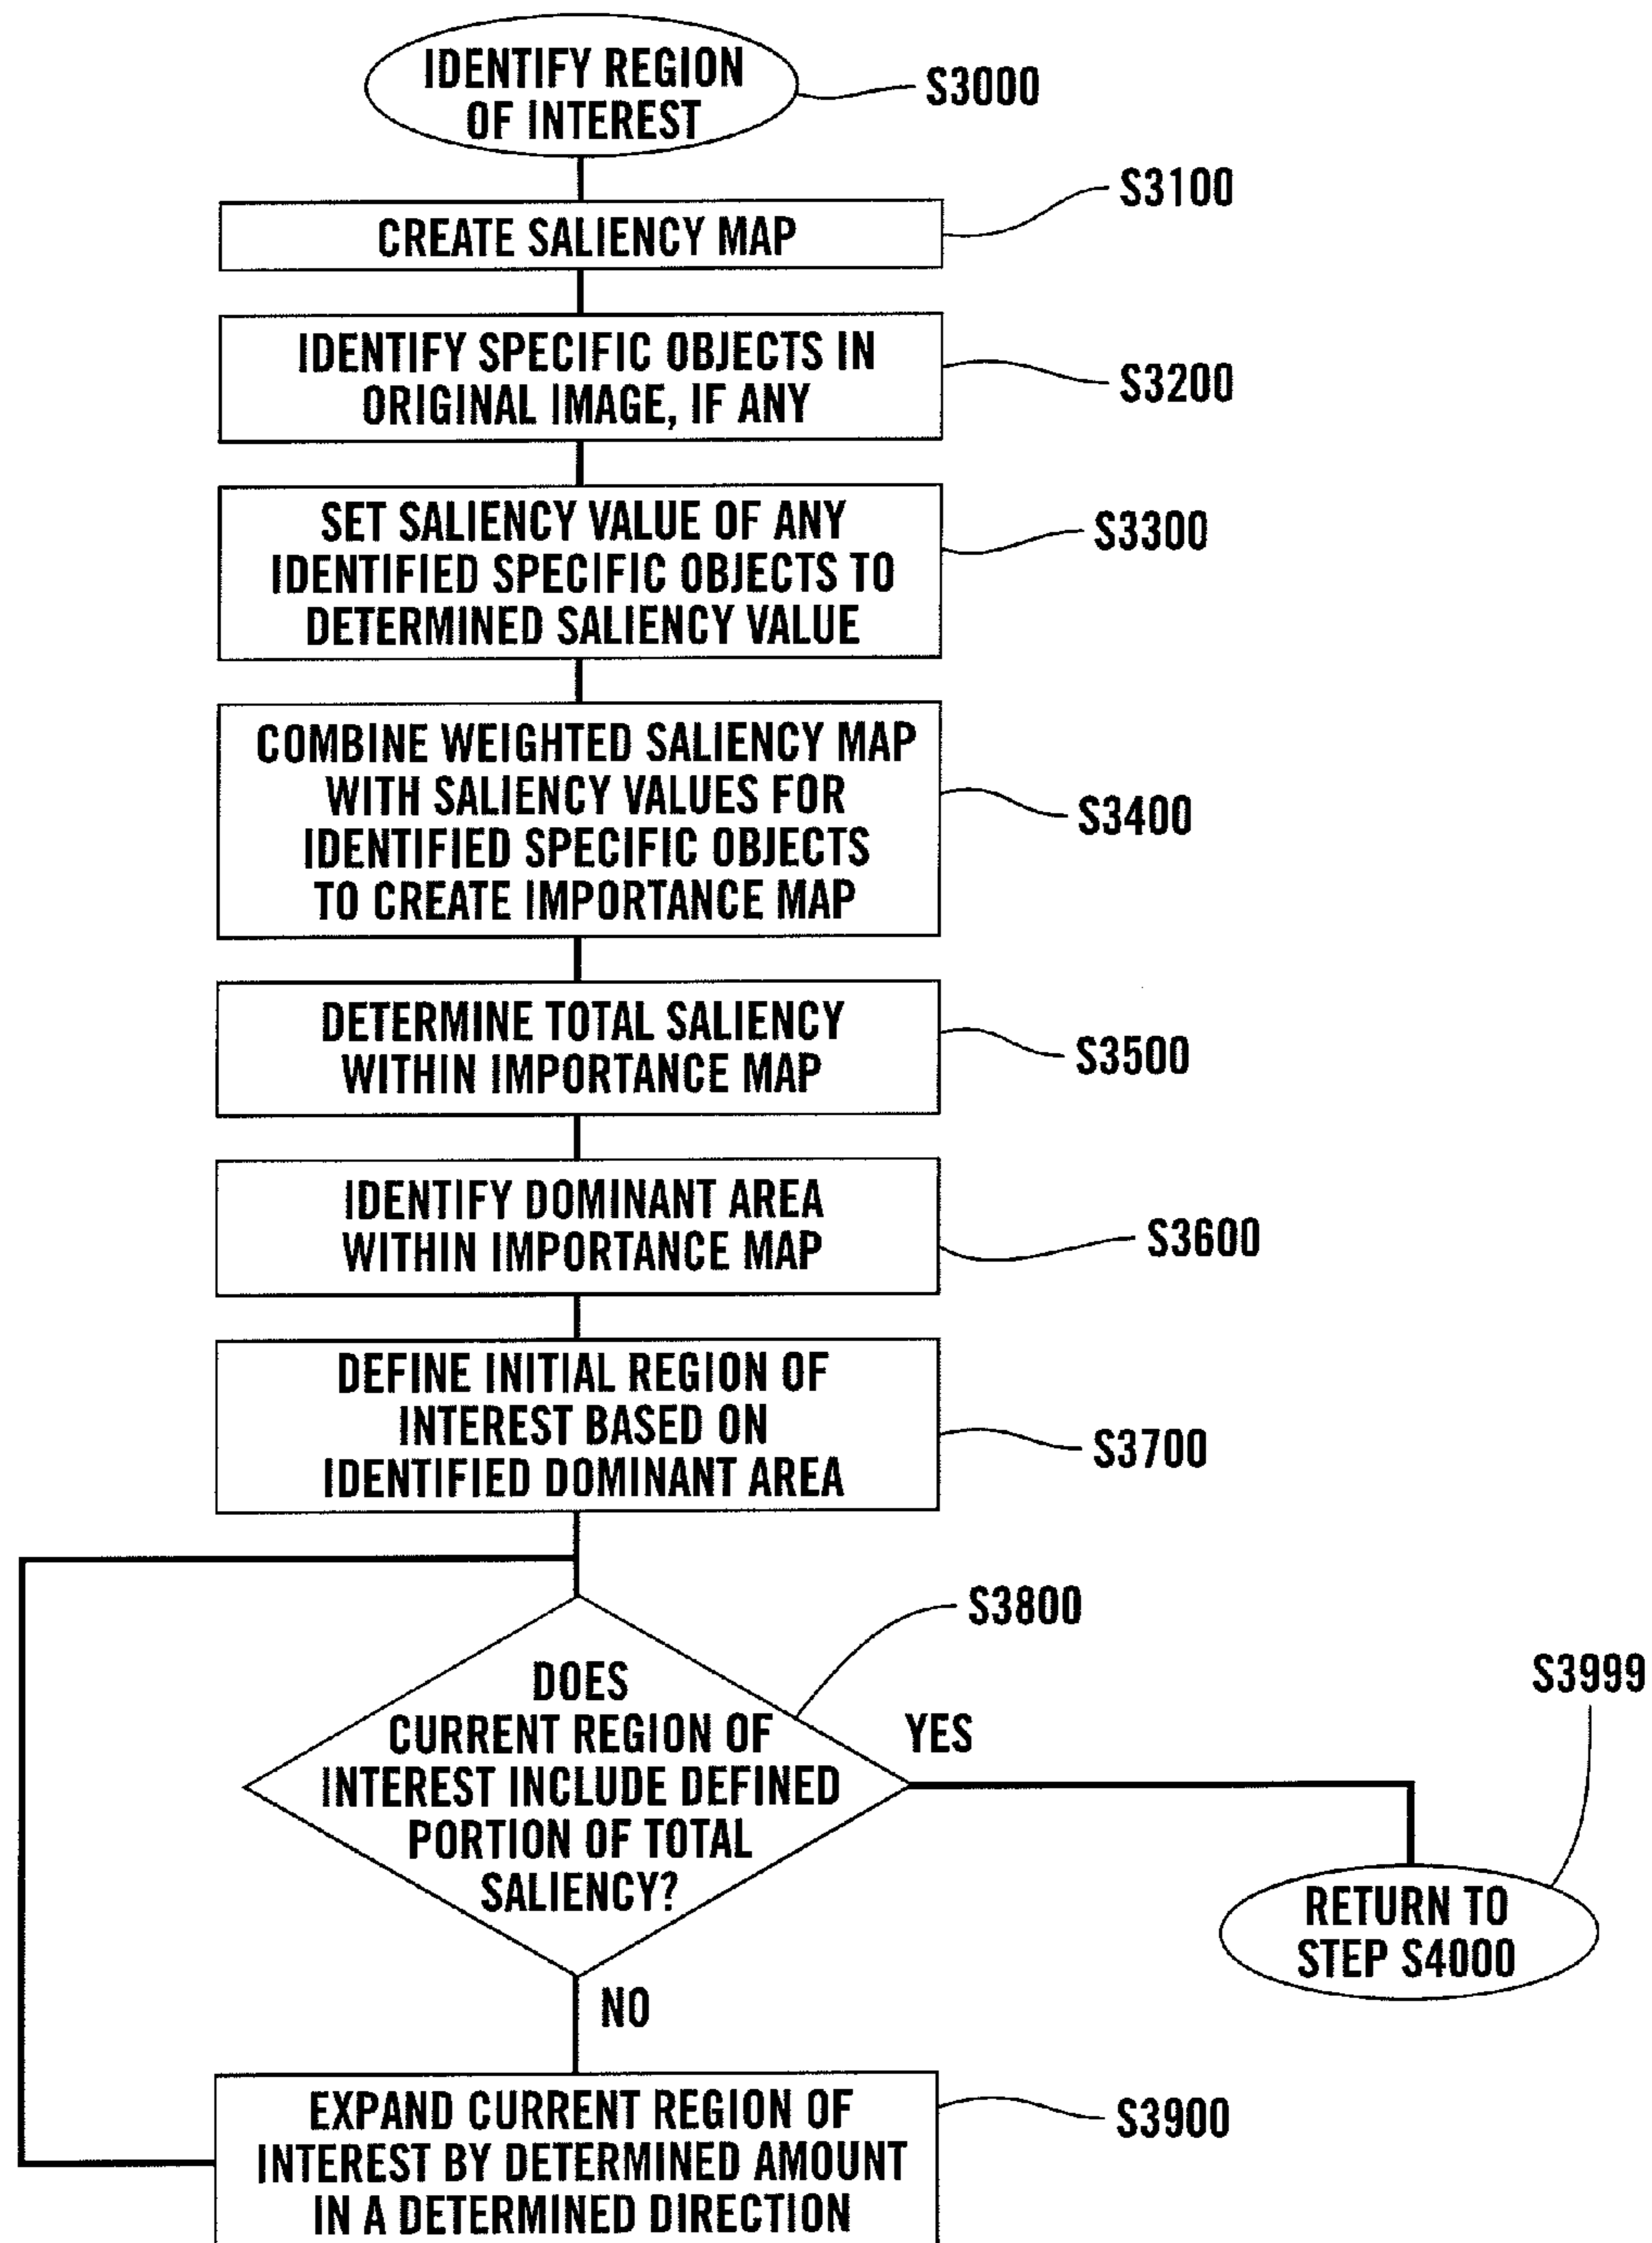 IDENTIFY REGION
OF INTEREST
S3000
S3100
CREATE SALIENCY MAP
IDENTIFY SPECIFIC OBJECTS IN
ORIGINAL IMAGE, IF ANY
S3200
SET SALIENCY VALUE OF ANY
IDENTIFIED SPECIFIC OBJECTS TO
DETERMINED SALIENCY VALUE
S3300
COMBINE WEIGHTED SALIENCY MAP
WITH SALIENCY VALUES FOR
IDENTIFIED SPECIFIC OBJECTS
TO CREATE IMPORTANCE MAP
S3400
DETERMINE TOTAL SALIENCY
WITHIN IMPORTANCE MAP
S3500
IDENTIFY DOMINANT AREA
WITHIN IMPORTANCE MAP
S3600
DEFINE INITIAL REGION OF
INTEREST BASED ON
IDENTIFIED DOMINANT AREA
S3700
S3800
DOES
CURRENT REGION OF
INTEREST INCLUDE DEFINED
PORTION OF TOTAL
SALIENCY?
YES
S3999
RETURN TO
STEP S4000
NO
EXPAND CURRENT REGION OF
INTEREST BY DETERMINED AMOUNT
IN A DETERMINED DIRECTION
S3900